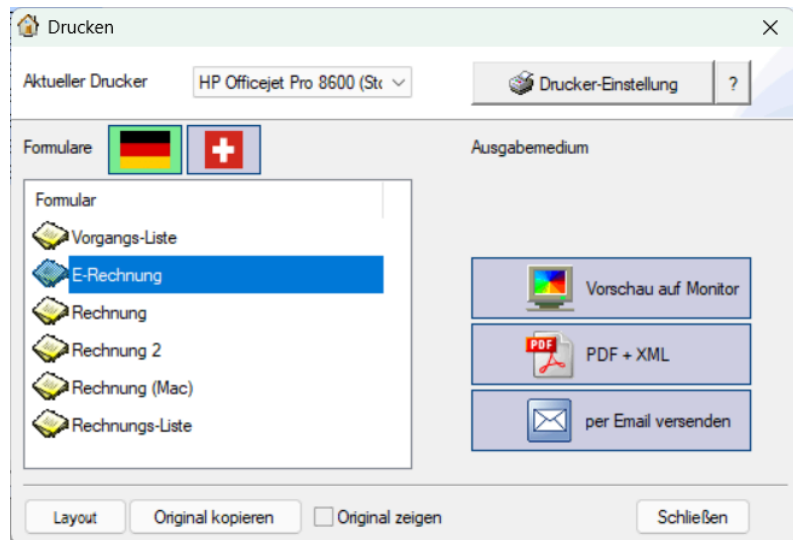 Drucken
Aktueller Drucker
HP Officejet Pro 8600 (Sto
Drucker-Einstellung
?
Formulare
Ausgabemedium
Formular
Vorgangs-Liste
E-Rechnung
Rechnung
Rechnung 2
Rechnung (Mac)
Rechnungs-Liste
Vorschau auf Monitor
PDF
PDF + XML
per Email versenden
Layout
Original kopieren
Original zeigen
Schließen